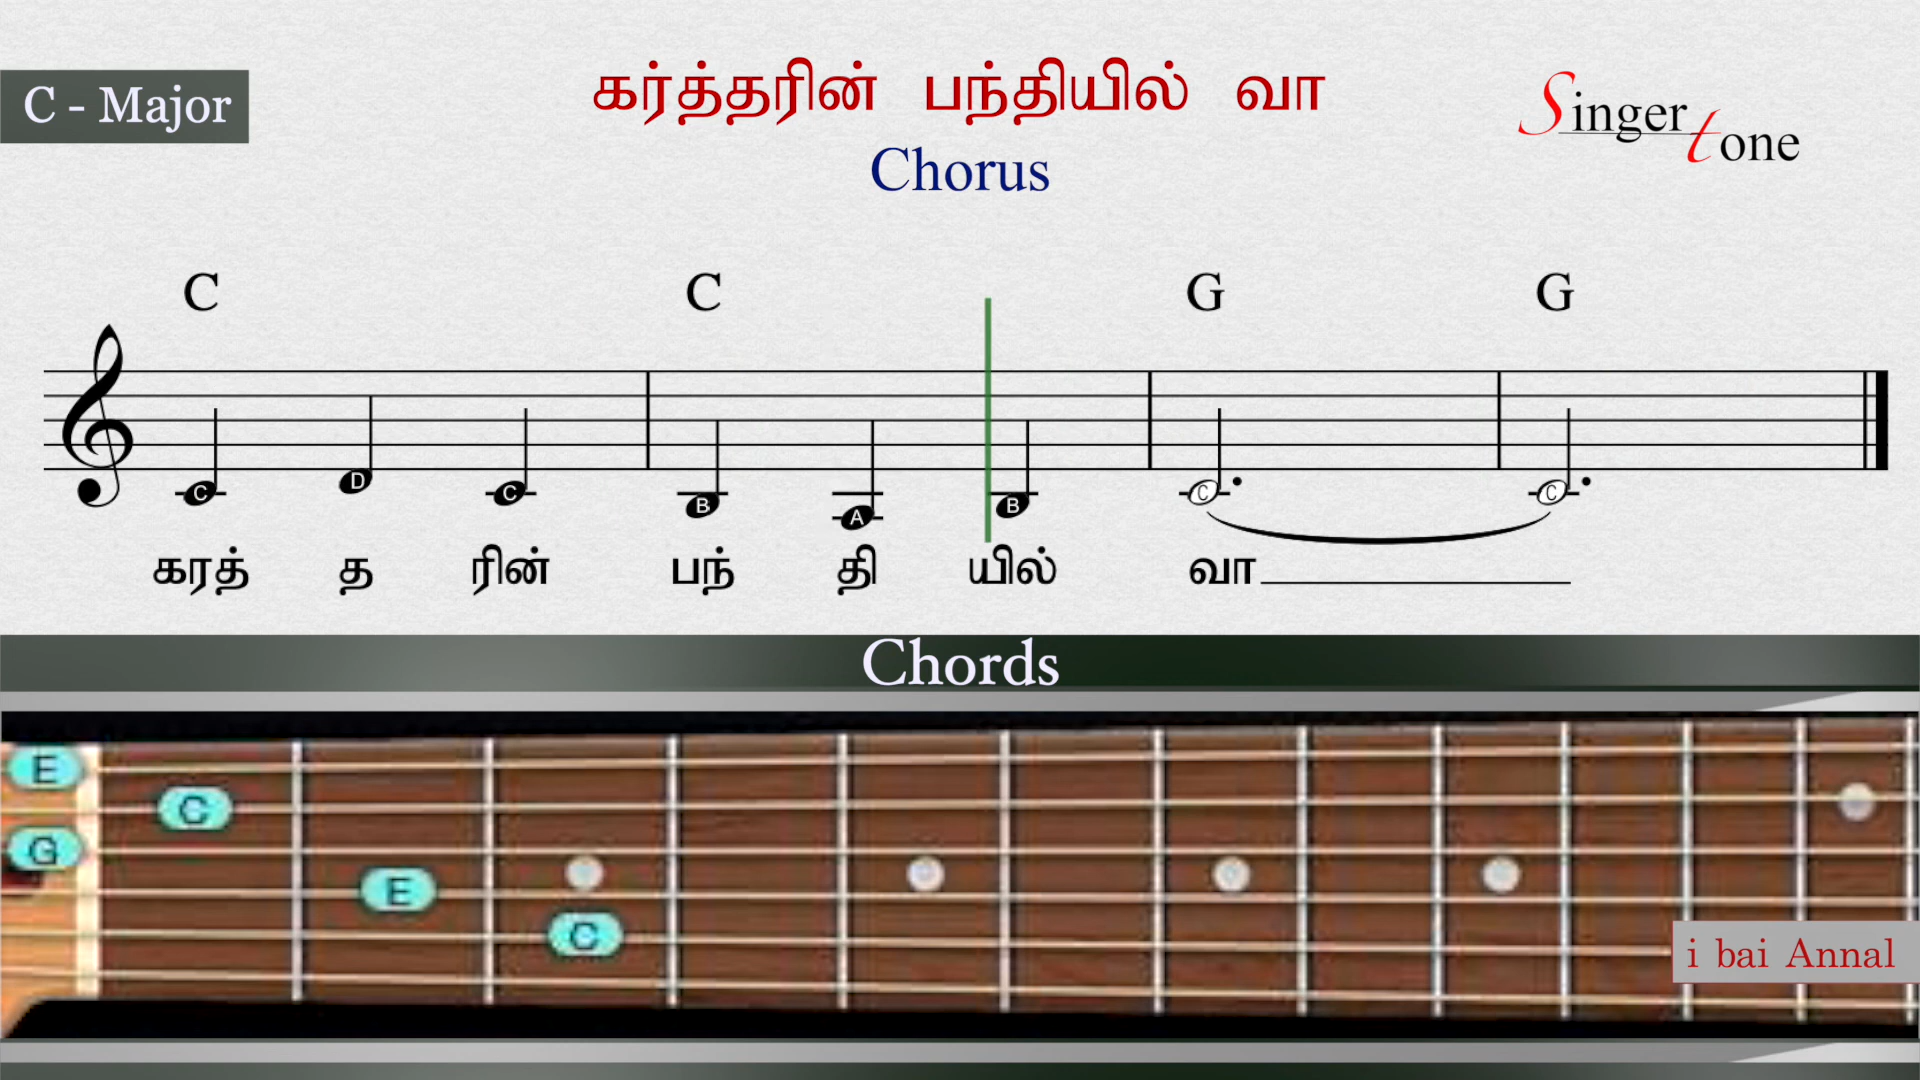 கர்த்தரின் பந்தியில் வா
C - Major
Singer tone
Chorus
C C G G
C D C B A B C C
கரத் த ரின் பந் தி யில் வா
Chords
E
C
G
E
C
i bai Annal